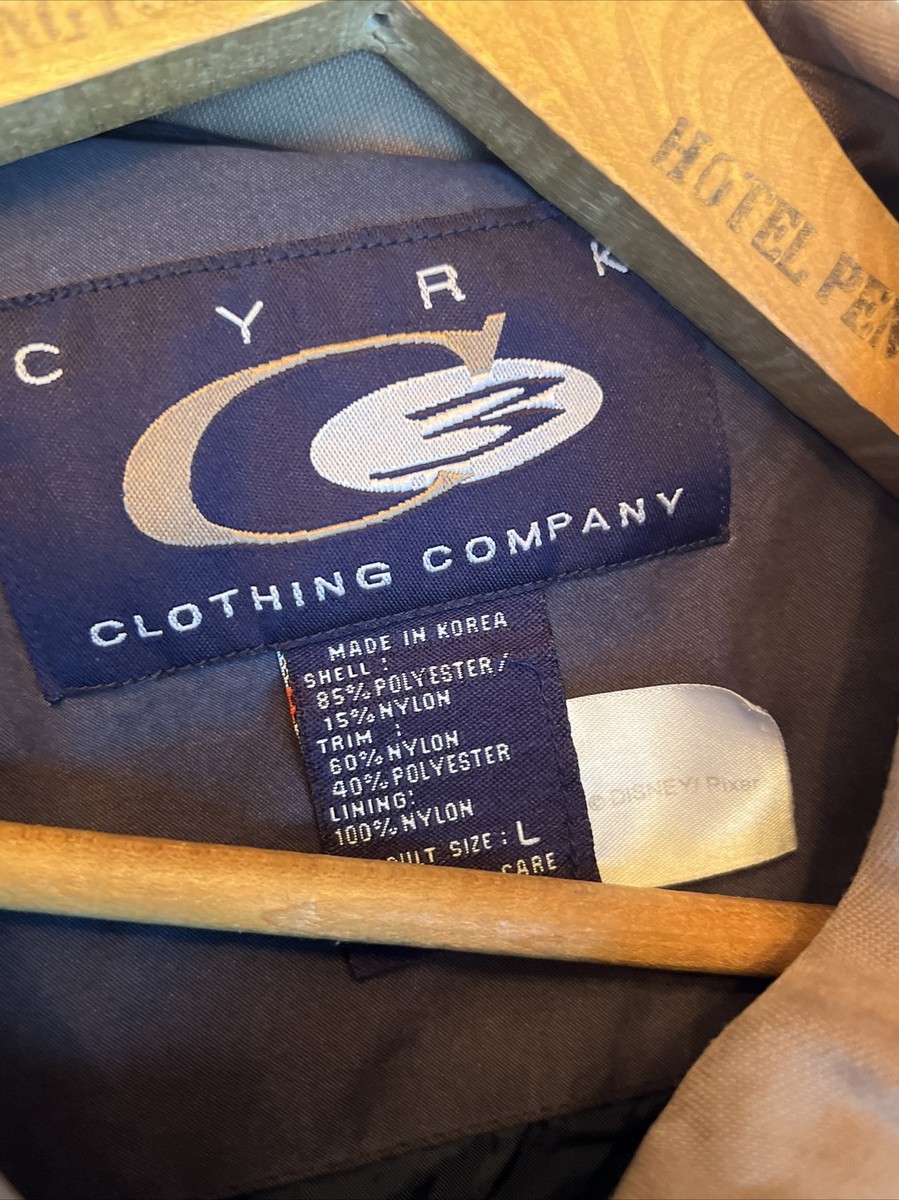 HOTEL PEN
C Y R K
CLOTHING COMPANY
MADE IN KOREA
SHELL :
85% POLYESTER/
15% NYLON
TRIM :
60% NYLON
40% POLYESTER
LINING:
100% NYLON
SIZE : L
CARE
© DISNEY/ Pixar